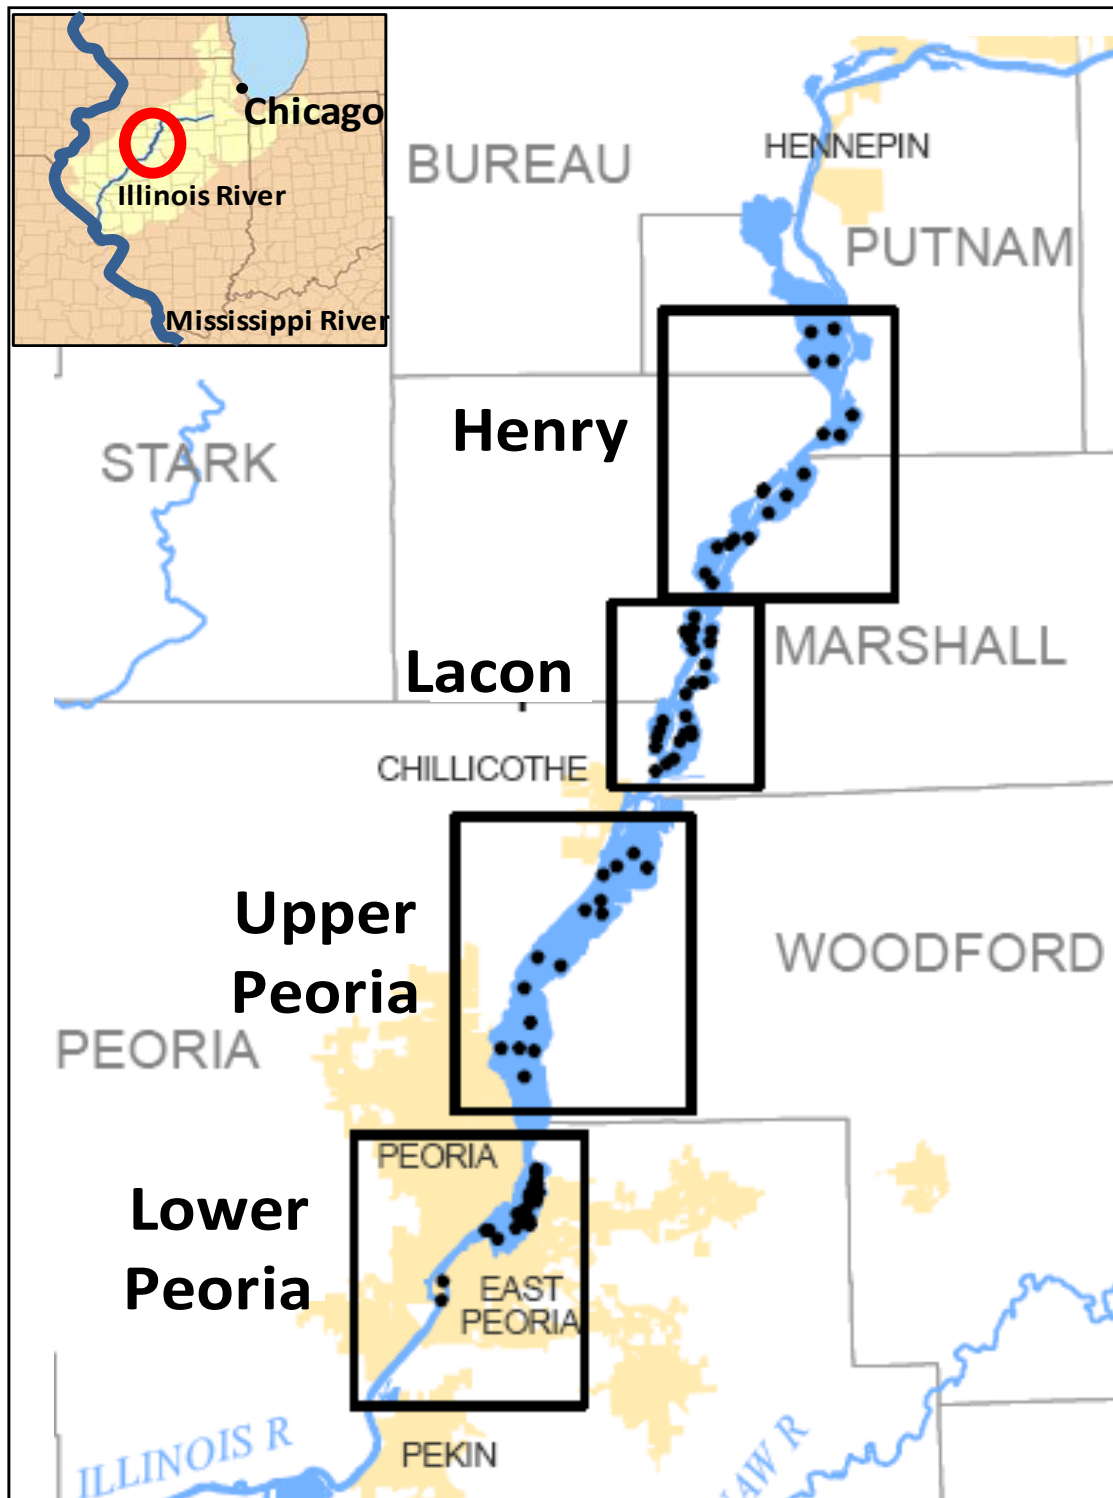 Chicago
Illinois River
Mississippi River
BUREAU
HENNEPIN
PUTNAM
Henry
STARK
MARSHALL
Lacon
CHILLICOTHE
Upper
Peoria
WOODFORD
PEORIA
PEORIA
Lower
Peoria
EAST
PEORIA
ILLINOIS R
PEKIN
AW R